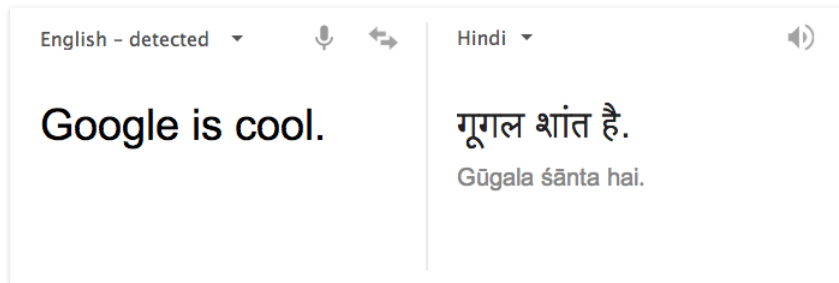 English – detected
Google is cool.
Hindi
गूगल शांत है.
Gūgala śānta hai.